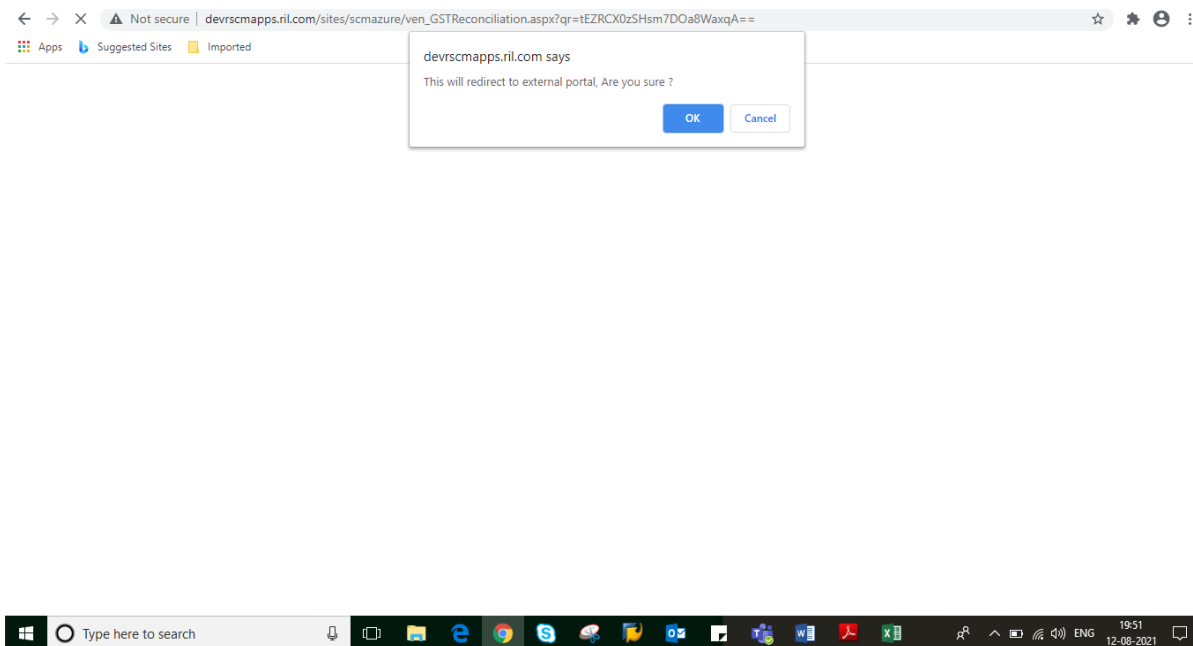 Not secure | devrscmapps.ril.com/sites/scmazure/ven_GSTReconciliation.aspx?qr=tEZRCX0zSHsm7DOa8WaxqA==
Apps Suggested Sites Imported
devrscmapps.ril.com says
This will redirect to external portal, Are you sure ?
OK Cancel
Type here to search
ENG 19:51
12-08-2021